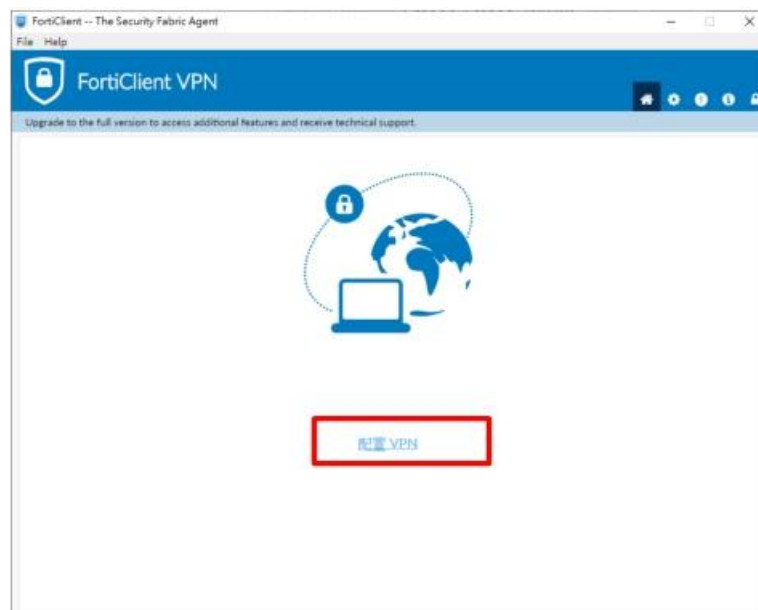 FortiClient -- The Security Fabric Agent
File Help
FortiClient VPN
Upgrade to the full version to access additional features and receive technical support.
配置 VPN